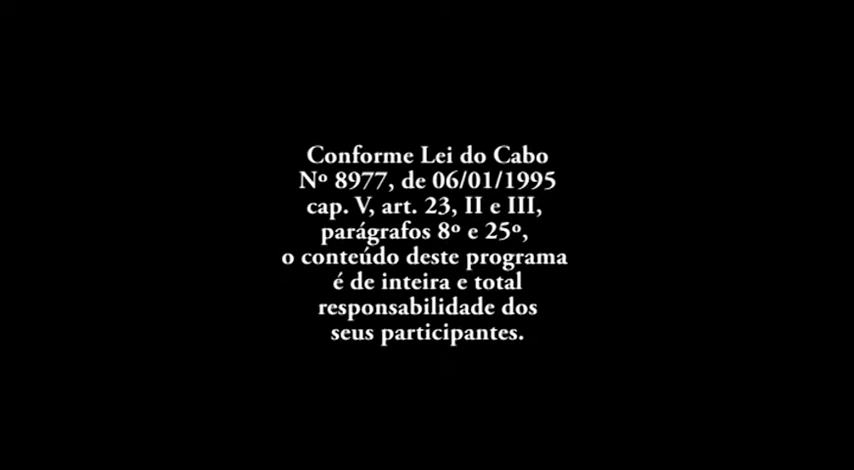 Conforme Lei do Cabo
Nº 8977, de 06/01/1995
cap. V, art. 23, II e III,
parágrafos 8º e 25º,
o conteúdo deste programa
é de inteira e total
responsabilidade dos
seus participantes.